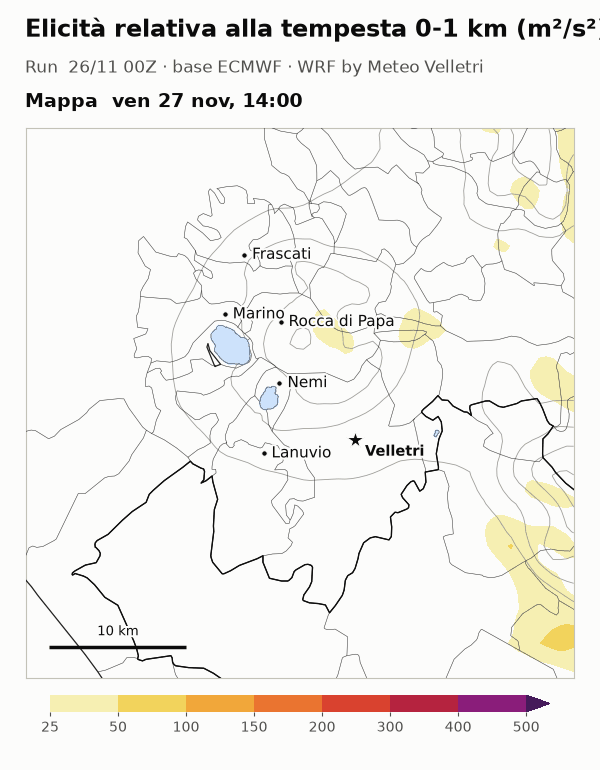 Elicità relativa alla tempesta 0-1 km (m²/s²)
Run  26/11 00Z · base ECMWF · WRF by Meteo Velletri
Mappa  ven 27 nov, 14:00
Frascati
Marino
Rocca di Papa
Nemi
Velletri
Lanuvio
10 km
25 50 100 150 200 300 400 500